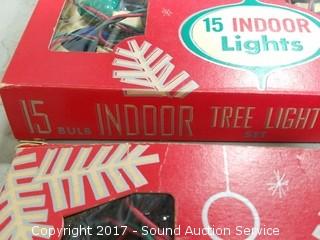 15 INDOOR
Lights
15 BULB INDOOR TREE LIGHT
SET
Copyright 2017 - Sound Auction Service